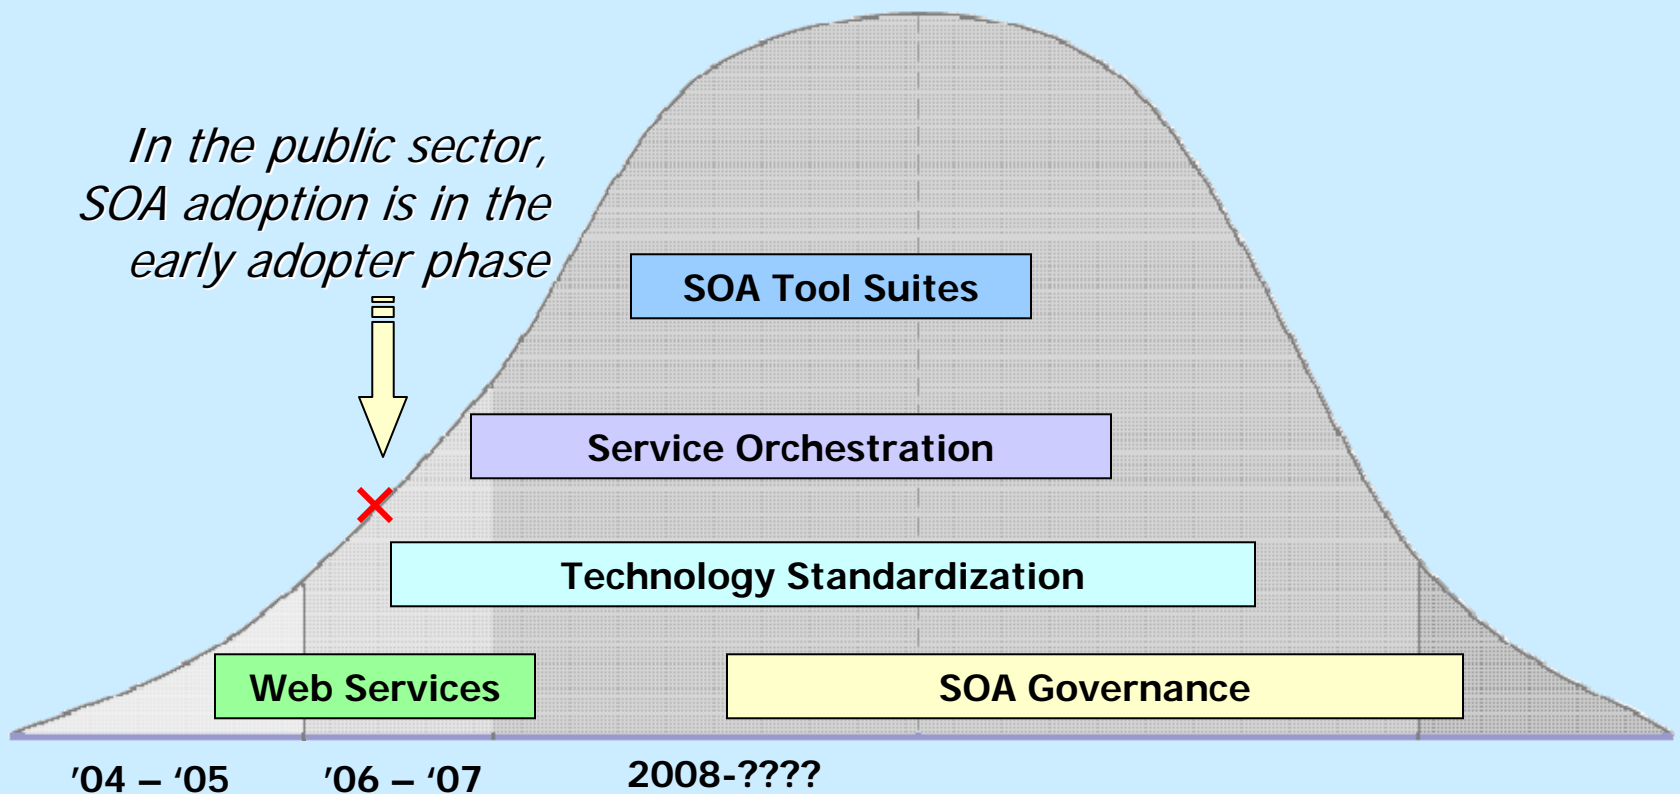 In the public sector,
SOA adoption is in the
early adopter phase
SOA Tool Suites
Service Orchestration
Technology Standardization
Web Services
SOA Governance
’04 – ‘05
’06 – ‘07
2008-????